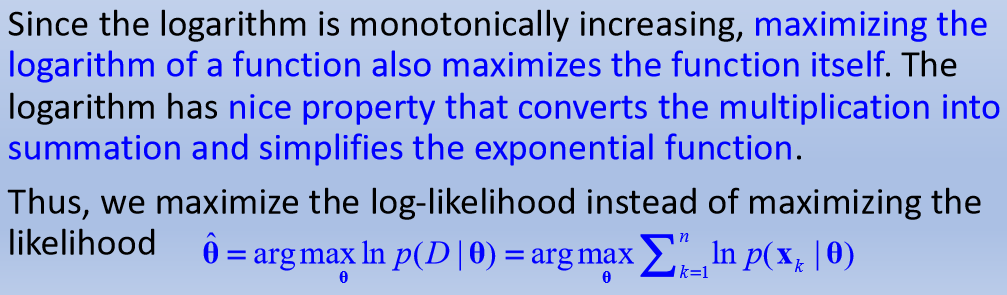 Since the logarithm is monotonically increasing, maximizing the
logarithm of a function also maximizes the function itself. The
logarithm has nice property that converts the multiplication into
summation and simplifies the exponential function.
Thus, we maximize the log-likelihood instead of maximizing the
likelihood θ̂ = arg max_θ ln p(D | θ) = arg max_θ ∑_{k=1}^{n} ln p(x_k | θ)